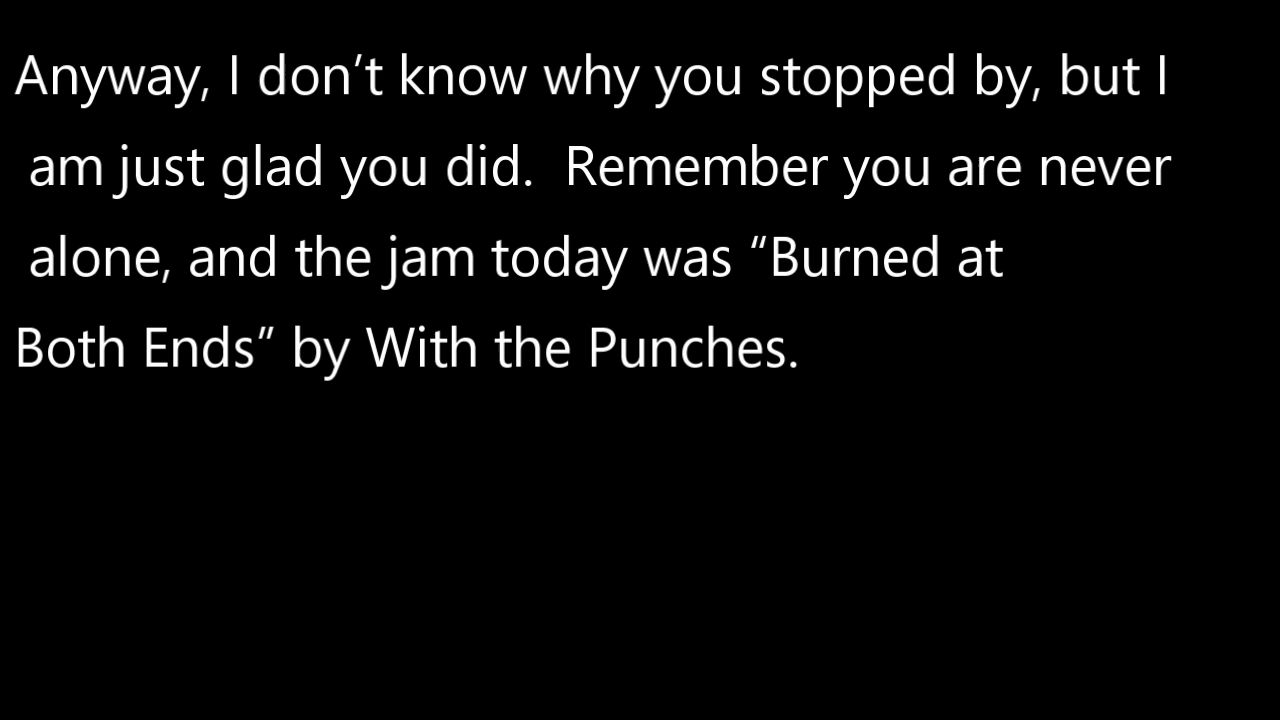 Anyway, I don’t know why you stopped by, but I
am just glad you did.  Remember you are never
alone, and the jam today was “Burned at
Both Ends” by With the Punches.